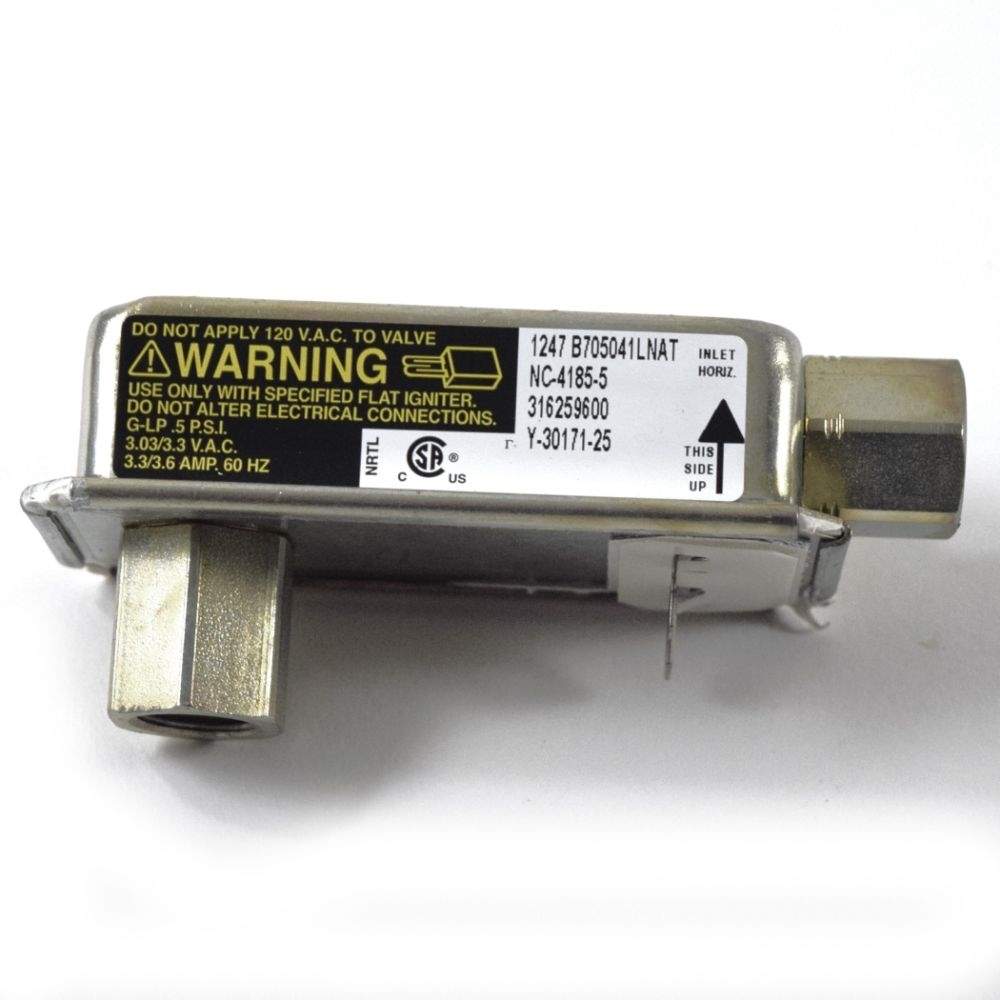 DO NOT APPLY 120 V.A.C. TO VALVE
WARNING
USE ONLY WITH SPECIFIED FLAT IGNITER.
DO NOT ALTER ELECTRICAL CONNECTIONS.
G-LP .5 P.S.I.
3.03/3.3 V.A.C.
3.3/3.6 AMP, 60 HZ
NRTL
C SA ® US
1247 B705041LNAT
NC-4185-5
316259600
Y-30171-25
INLET
HORIZ.
THIS
SIDE
UP